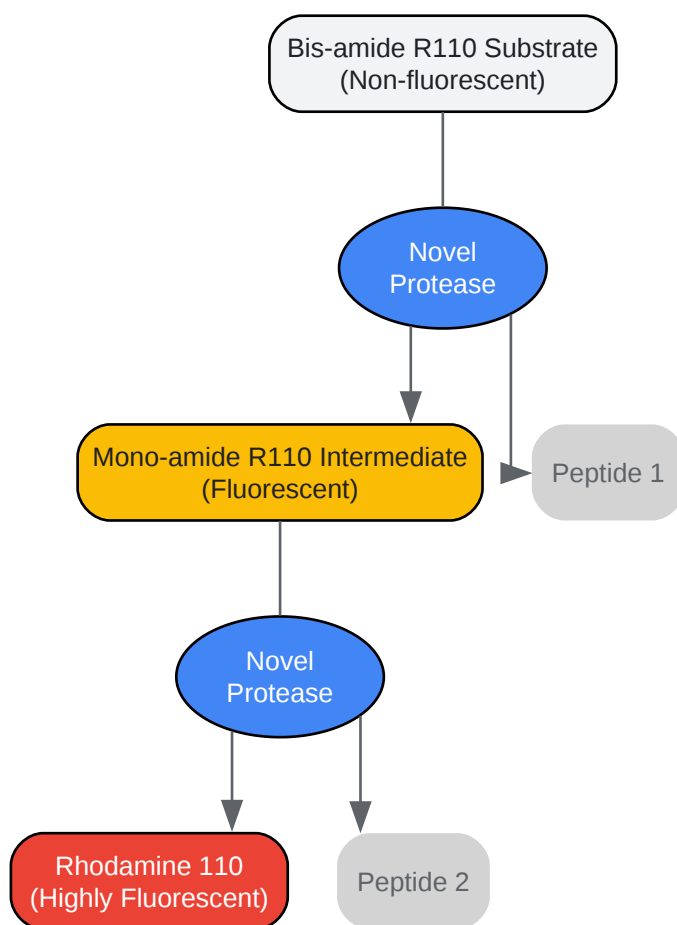 Bis-amide R110 Substrate
(Non-fluorescent)
Novel
Protease
Mono-amide R110 Intermediate
(Fluorescent)
Peptide 1
Novel
Protease
Rhodamine 110
(Highly Fluorescent)
Peptide 2